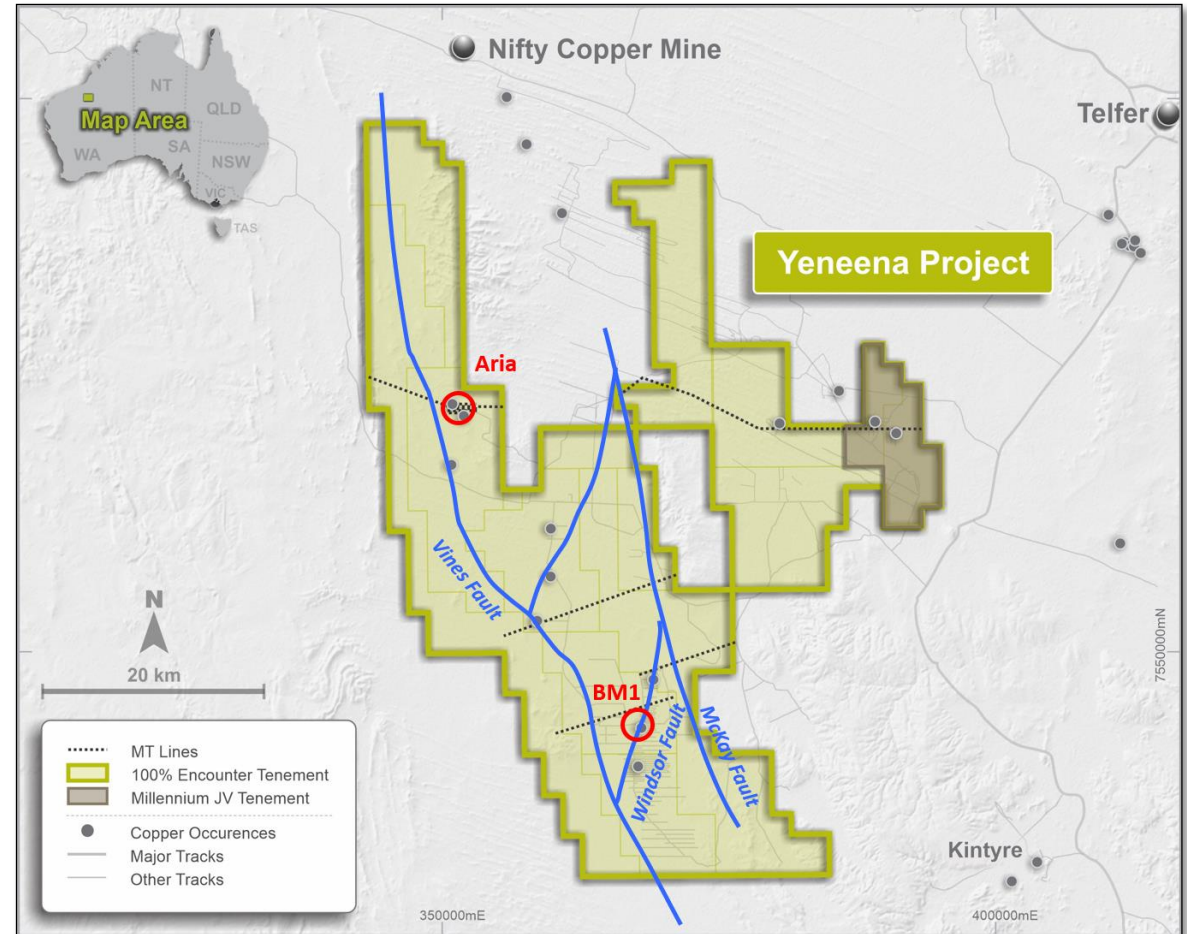 Nifty Copper Mine
Telfer
NT
QLD
Map Area
WA
SA
NSW
VIC
TAS
Yeneena Project
Aria
Vines Fault
N
20 km
BM1
Windsor Fault
McKay Fault
7550000mN
MT Lines
100% Encounter Tenement
Millennium JV Tenement
Copper Occurences
Major Tracks
Other Tracks
Kintyre
350000mE
400000mE